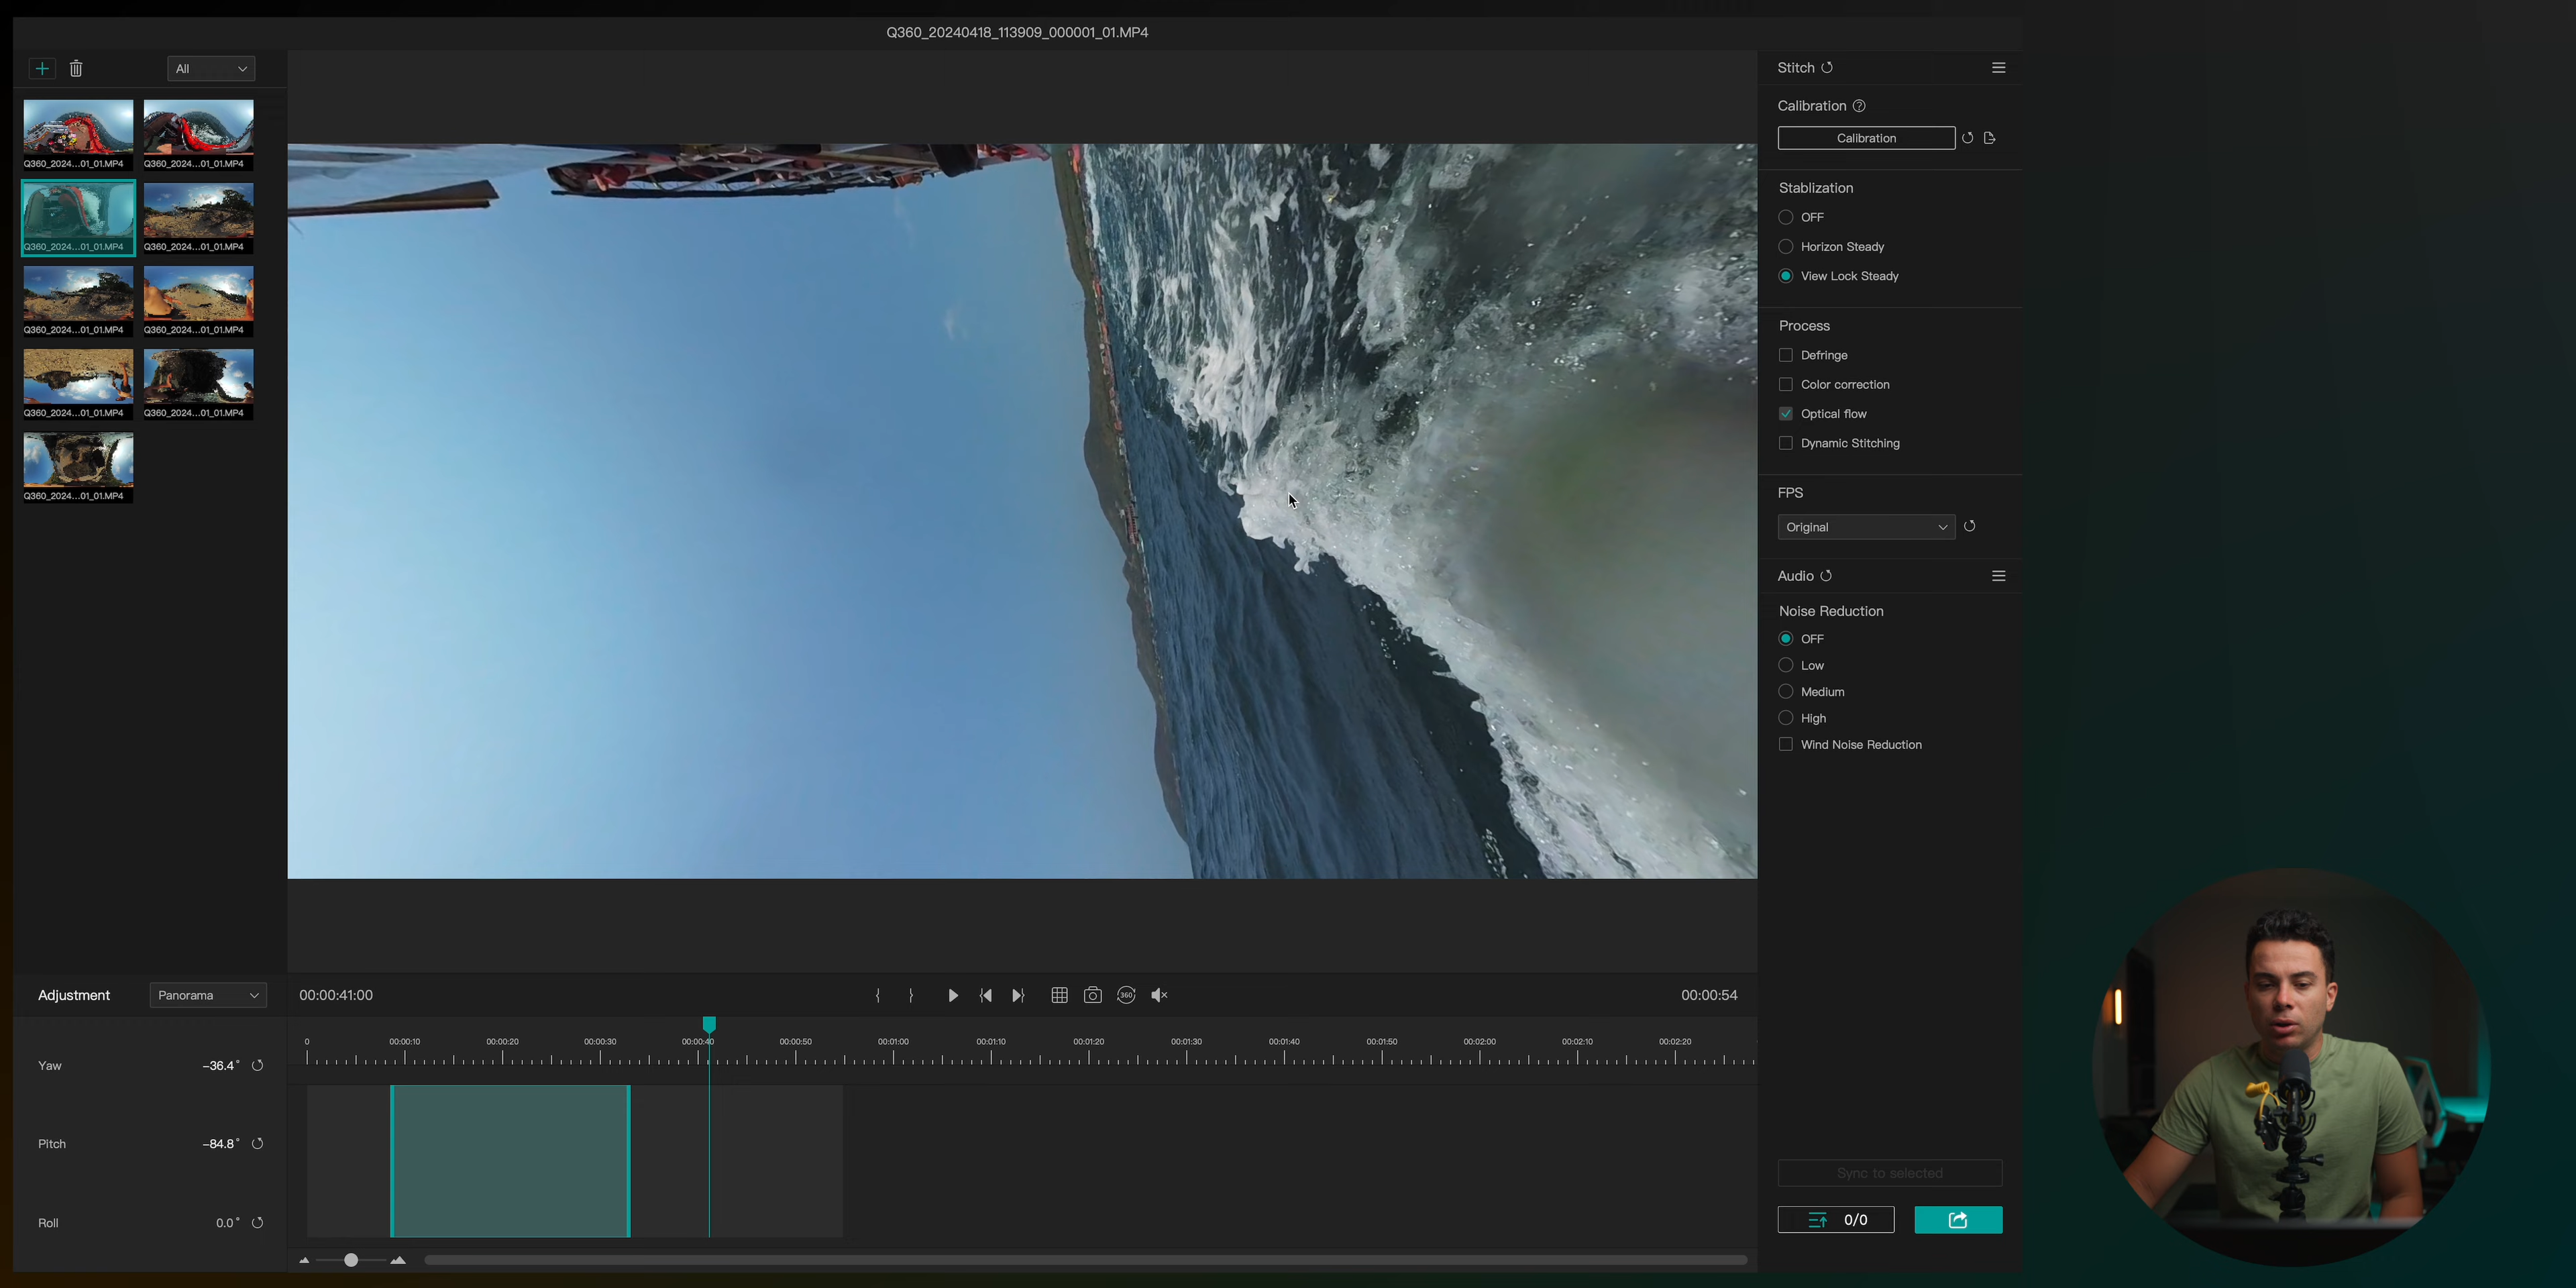 Q360_20240418_113909_000001_01.MP4
All
Q360_2024...01_01.MP4
Q360_2024...01_01.MP4
Q360_2024...01_01.MP4
Q360_2024...01_01.MP4
Q360_2024...01_01.MP4
Q360_2024...01_01.MP4
Q360_2024...01_01.MP4
Q360_2024...01_01.MP4
Q360_2024...01_01.MP4
Stitch
Calibration
Calibration
Stablization
OFF
Horizon Steady
View Lock Steady
Process
Defringe
Color correction
Optical flow
Dynamic Stitching
FPS
Original
Audio
Noise Reduction
OFF
Low
Medium
High
Wind Noise Reduction
Sync to selected
0/0
Adjustment
Panorama
Yaw
-36.4°
Pitch
-84.8°
Roll
0.0°
00:00:41:00
360
00:00:54
0
00:00:10
00:00:20
00:00:30
00:00:40
00:00:50
00:01:00
00:01:10
00:01:20
00:01:30
00:01:40
00:01:50
00:02:00
00:02:10
00:02:20